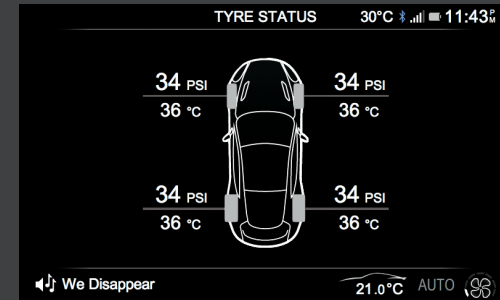 TYRE STATUS 30°C 11:43 PM
34 PSI 34 PSI
36 °C 36 °C
34 PSI 34 PSI
36 °C 36 °C
We Disappear 21.0°C AUTO